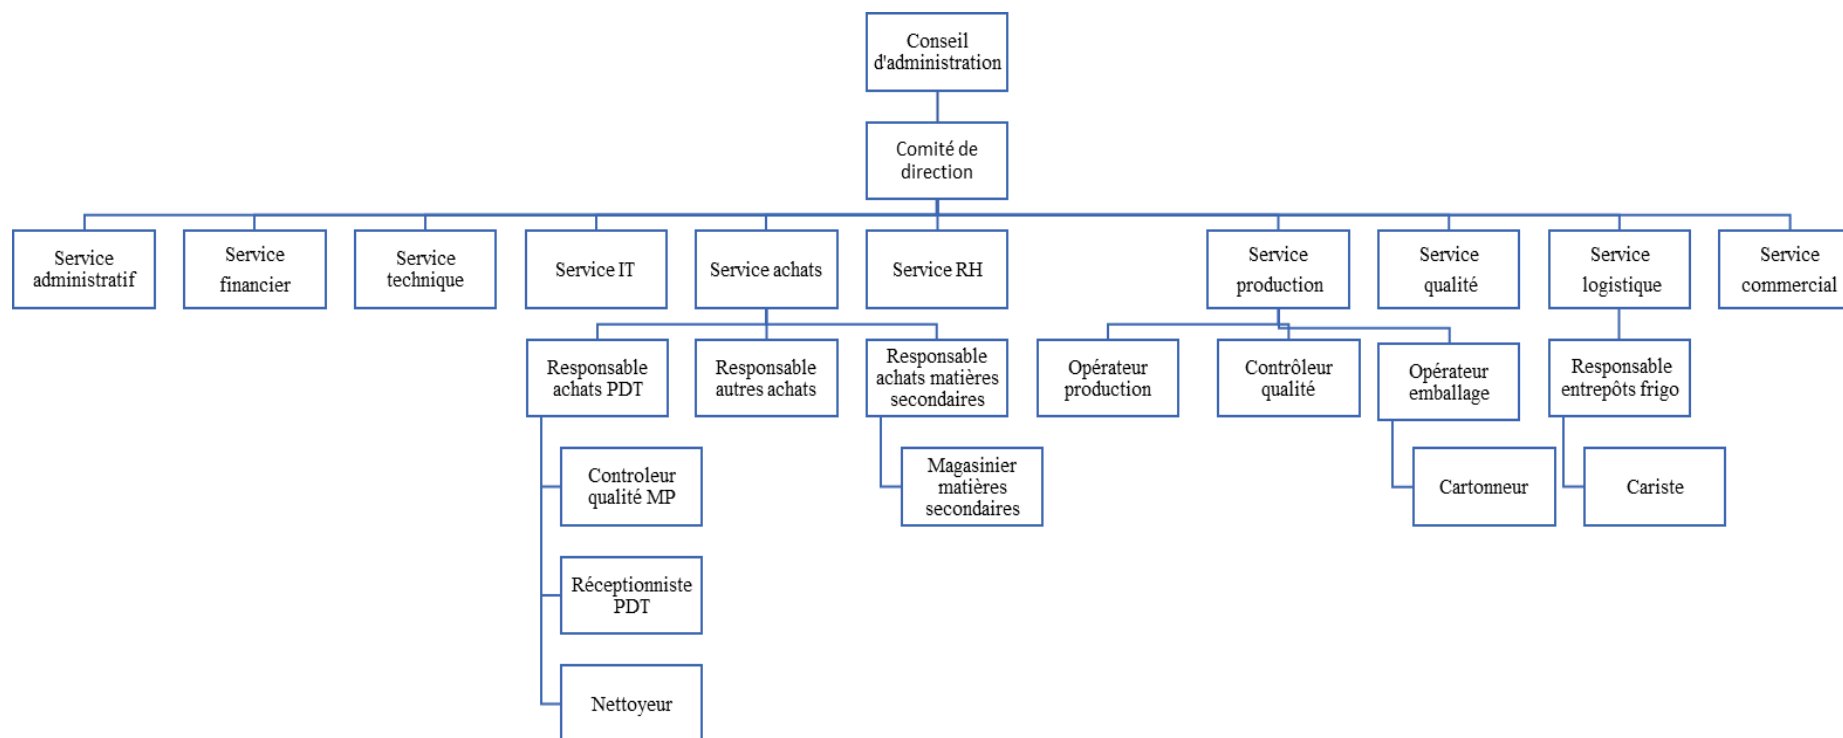 Conseil
d'administration
Comité de
direction
Service
administratif
Service
financier
Service
technique
Service IT
Service achats
Service RH
Service
production
Service
qualité
Service
logistique
Service
commercial
Responsable
achats PDT
Responsable
autres achats
Responsable
achats matières
secondaires
Opérateur
production
Contrôleur
qualité
Opérateur
emballage
Responsable
entrepôts frigo
Controleur
qualité MP
Magasinier
matières
secondaires
Cartonneur
Cariste
Réceptionniste
PDT
Nettoyeur